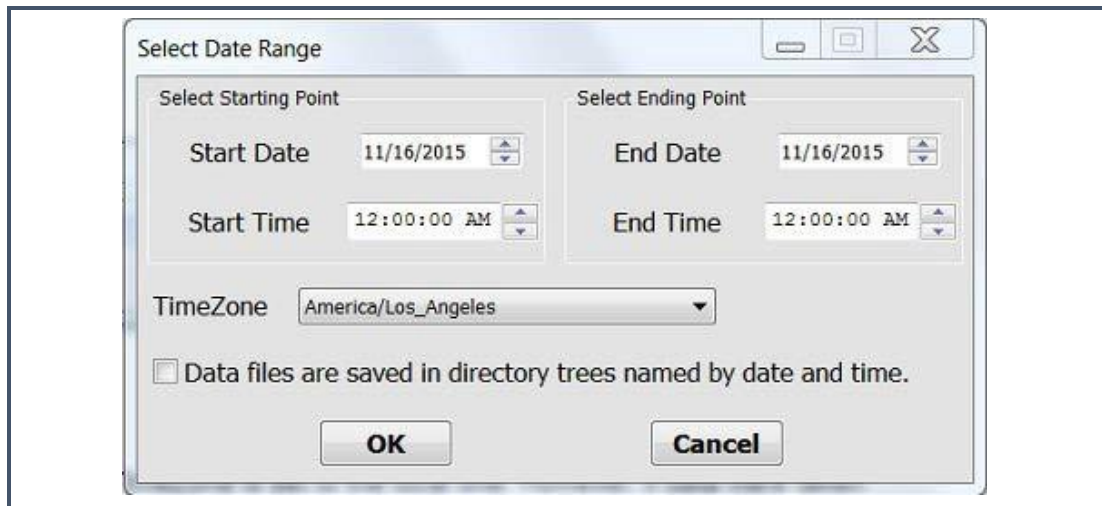 Select Date Range
Select Starting Point
Start Date 11/16/2015
Start Time 12:00:00 AM
Select Ending Point
End Date 11/16/2015
End Time 12:00:00 AM
TimeZone America/Los_Angeles
Data files are saved in directory trees named by date and time.
OK Cancel